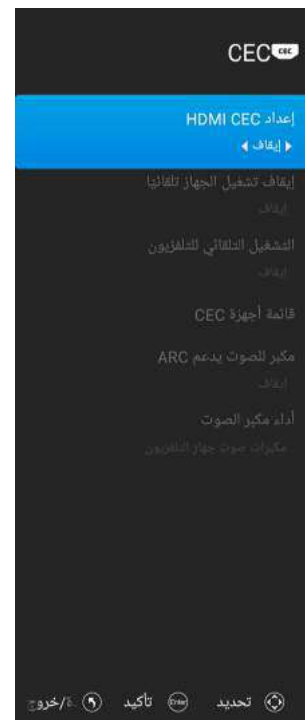 CEC
إعداد HDMI CEC
إيقاف
إيقاف تشغيل الجهاز تلقائيا
إيقاف
التشغيل التلقائي للتلفزيون
إيقاف
قائمة أجهزة CEC
مكبر للصوت يدعم ARC
إيقاف
أداء مكبر الصوت
مكبرات صوت جهاز التلفزيون
تحديد Enter تأكيد ة/خروج